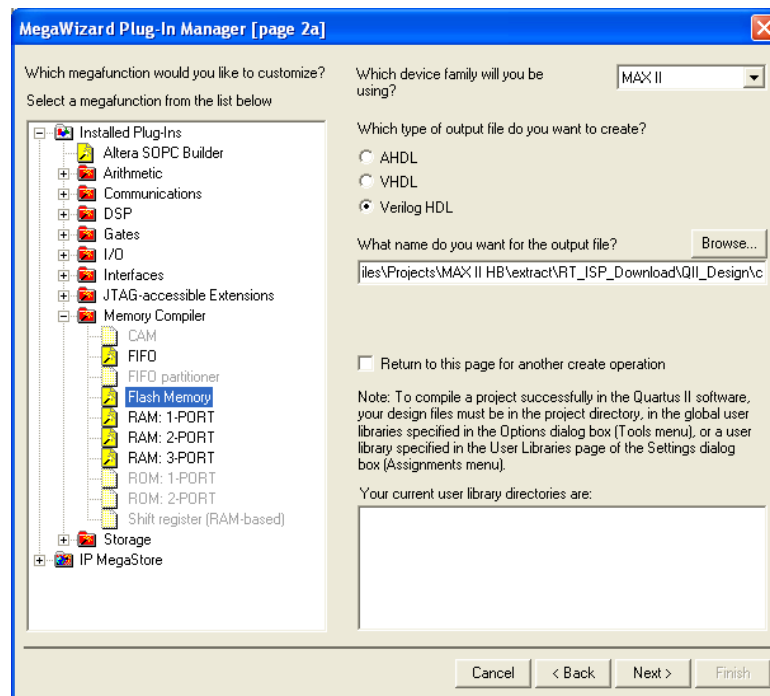 MegaWizard Plug-In Manager [page 2a]
Which megafunction would you like to customize?
Select a megafunction from the list below
Installed Plug-Ins
Altera SOPC Builder
Arithmetic
Communications
DSP
Gates
I/O
Interfaces
JTAG-accessible Extensions
Memory Compiler
CAM
FIFO
FIFO partitioner
Flash Memory
RAM: 1-PORT
RAM: 2-PORT
RAM: 3-PORT
ROM: 1-PORT
ROM: 2-PORT
Shift register (RAM-based)
Storage
IP MegaStore
Which device family will you be
using?
MAX II
Which type of output file do you want to create?
AHDL
VHDL
Verilog HDL
What name do you want for the output file?
Browse...
iles\Projects\MAX II HB\extract\RT_ISP_Download\QII_Design\c
Return to this page for another create operation
Note: To compile a project successfully in the Quartus II software,
your design files must be in the project directory, in the global user
libraries specified in the Options dialog box (Tools menu), or a user
library specified in the User Libraries page of the Settings dialog
box (Assignments menu).
Your current user library directories are:
Cancel
< Back
Next >
Finish